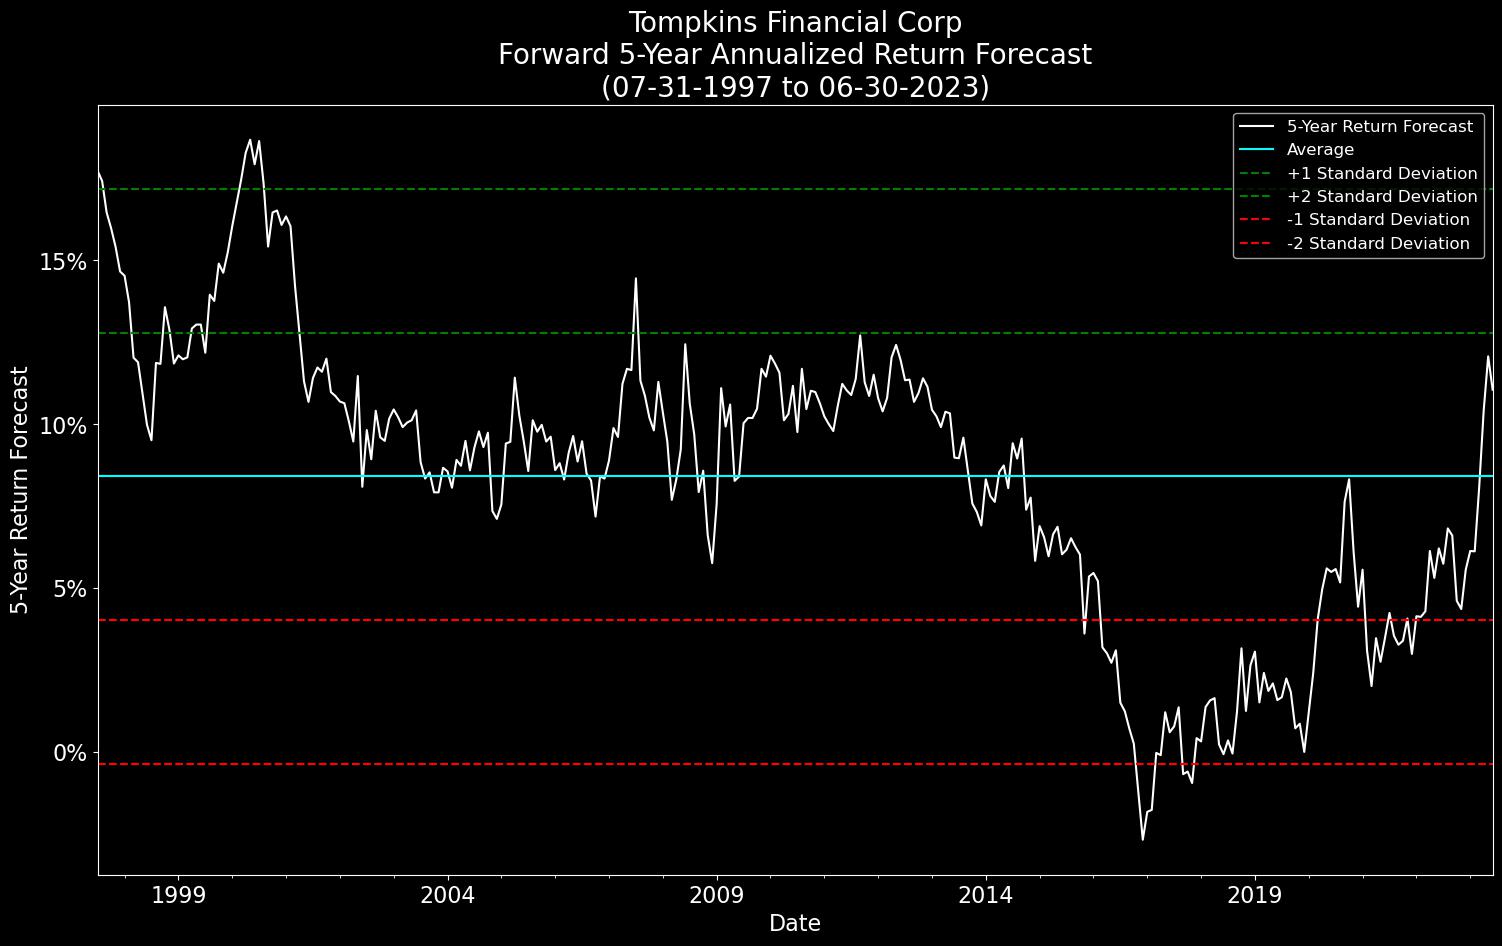 Tompkins Financial Corp
Forward 5-Year Annualized Return Forecast
(07-31-1997 to 06-30-2023)
5-Year Return Forecast
Average
+1 Standard Deviation
+2 Standard Deviation
-1 Standard Deviation
-2 Standard Deviation
15%
10%
5%
0%
5-Year Return Forecast
1999
2004
2009
2014
2019
Date